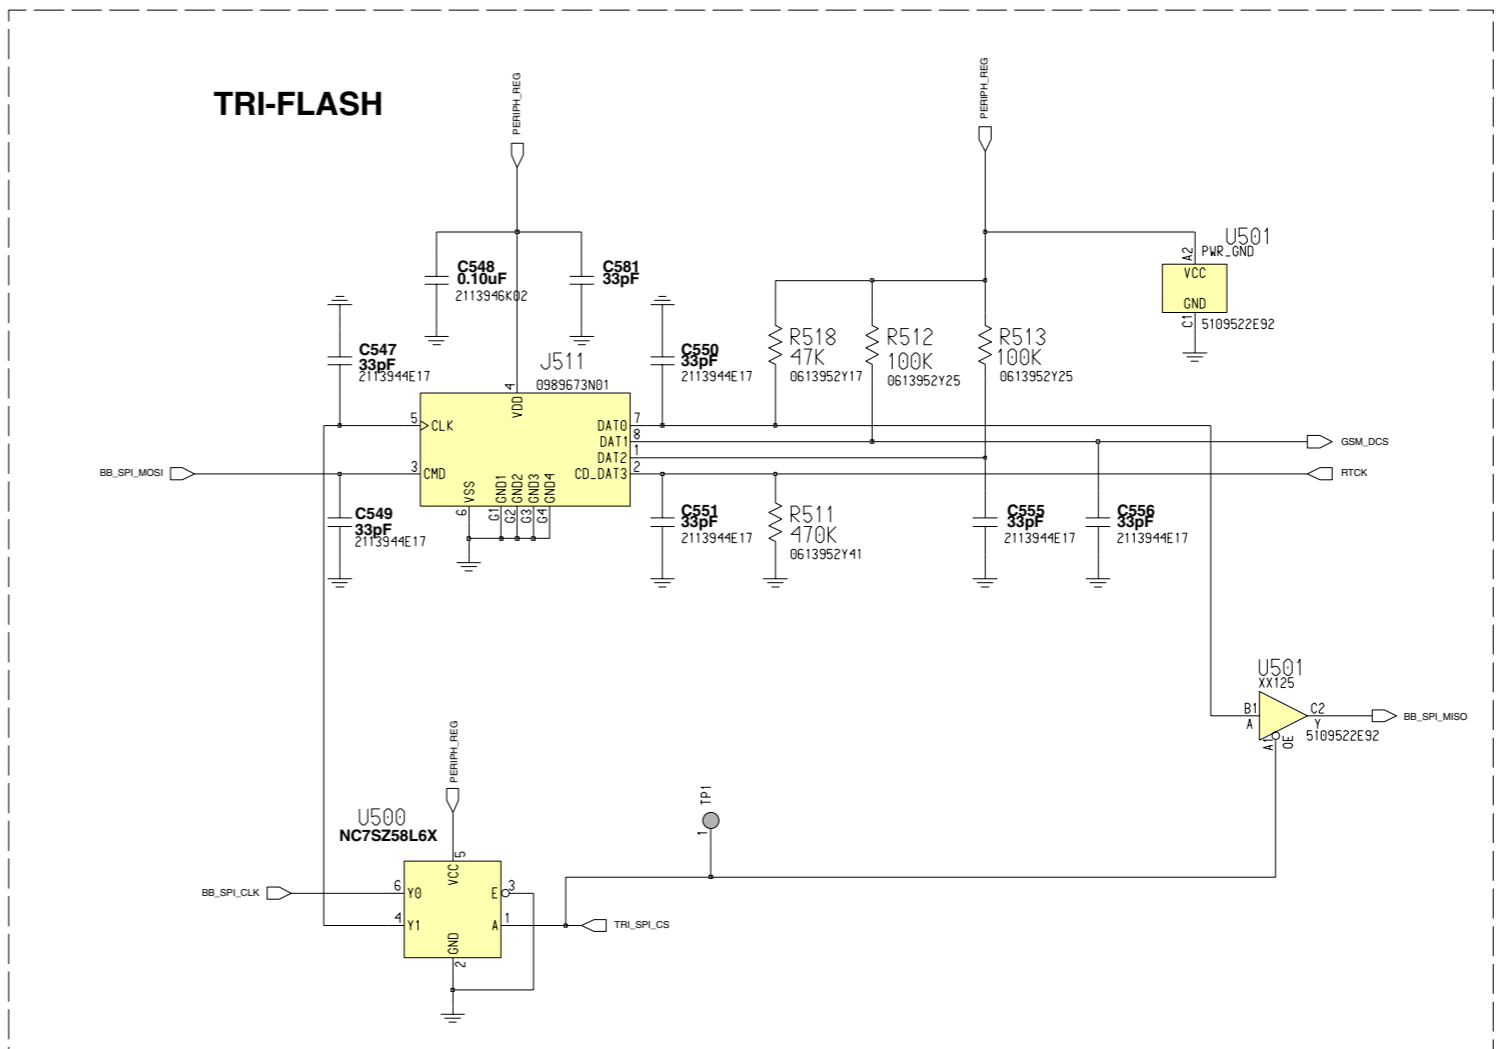 TRI-FLASH
PERIPH_REG
PERIPH_REG
U501
PWR_GND
A2
VCC
GND
C1
5109522E92
C548
0.10uF
2113946K02
C581
33pF
C547
33pF
2113944E17
C550
33pF
2113944E17
R518
47K
0613952Y17
R512
100K
0613952Y25
R513
100K
0613952Y25
J511
0989673N01
4
VDD
5
CLK
3
CMD
BB_SPI_MOSI
DAT0
7
DAT1
8
DAT2
1
CD_DAT3
2
GSM_DCS
RTCK
VSS
GND1
GND2
GND3
GND4
6
G1
G2
G3
G4
C549
33pF
2113944E17
C551
33pF
2113944E17
R511
470K
0613952Y41
C555
33pF
2113944E17
C556
33pF
2113944E17
U501
XX125
B1
A
C2
Y
A1
OE
5109522E92
BB_SPI_MISO
PERIPH_REG
U500
NC7SZ58L6X
5
VCC
BB_SPI_CLK
6
Y0
E
3
4
Y1
A
1
GND
2
TRI_SPI_CS
TP1
1